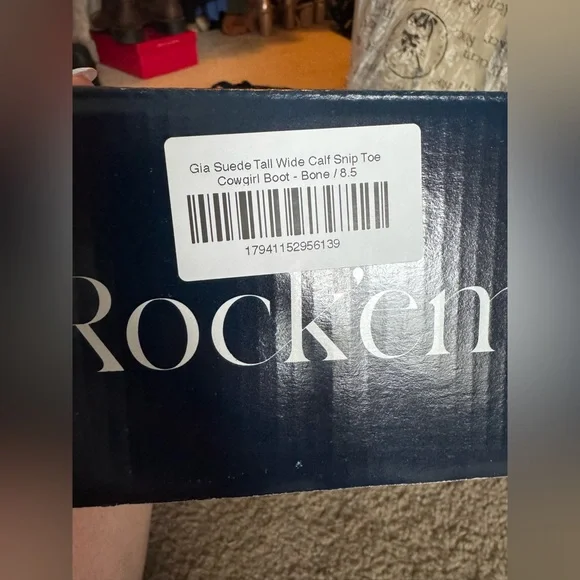 Gia Suede Tall Wide Calf Snip Toe
Cowgirl Boot - Bone / 8.5
17941152956139
Rock'em